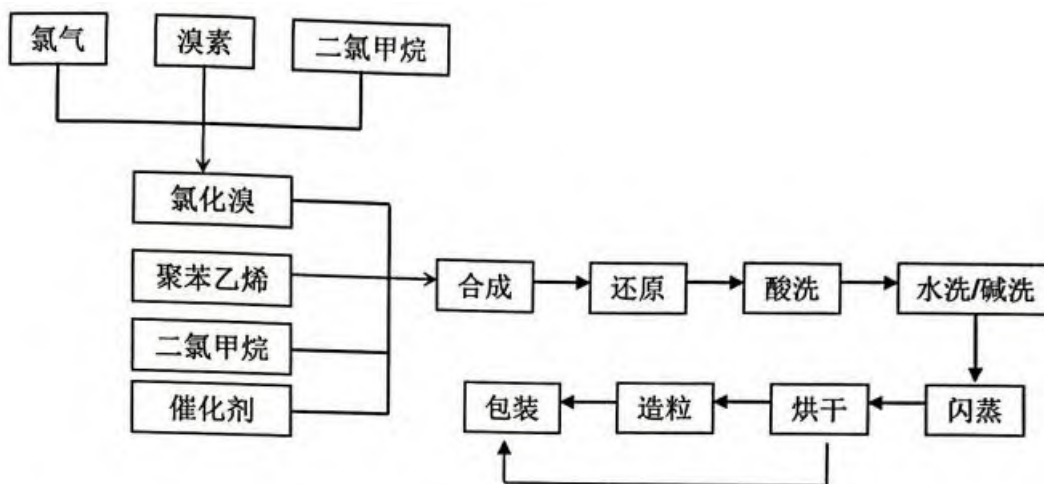 氯气
溴素
二氯甲烷
氯化溴
聚苯乙烯
二氯甲烷
催化剂
合成
还原
酸洗
水洗/碱洗
闪蒸
烘干
造粒
包装